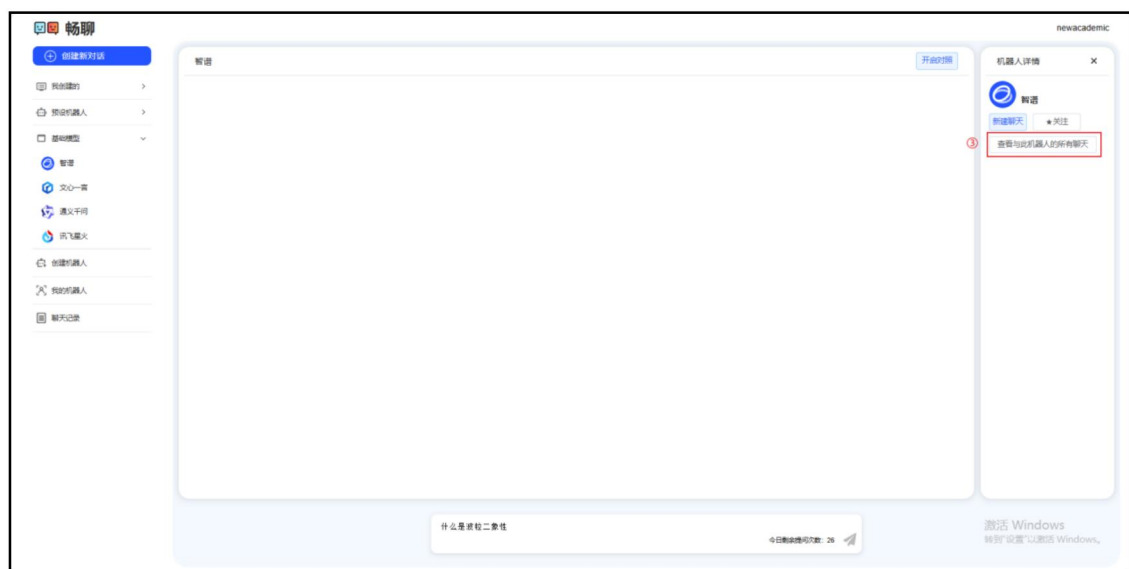 畅聊
newacademic
创建新对话
我创建的
预设机器人
基础模型
智谱
文心一言
通义千问
讯飞星火
创建机器人
我的机器人
聊天记录
智谱
开启对照
机器人详情 ×
智谱
新建聊天 ★关注
③ 查看与此机器人的所有聊天
什么是波粒二象性
今日剩余提问次数: 26
激活 Windows
转到"设置"以激活 Windows。